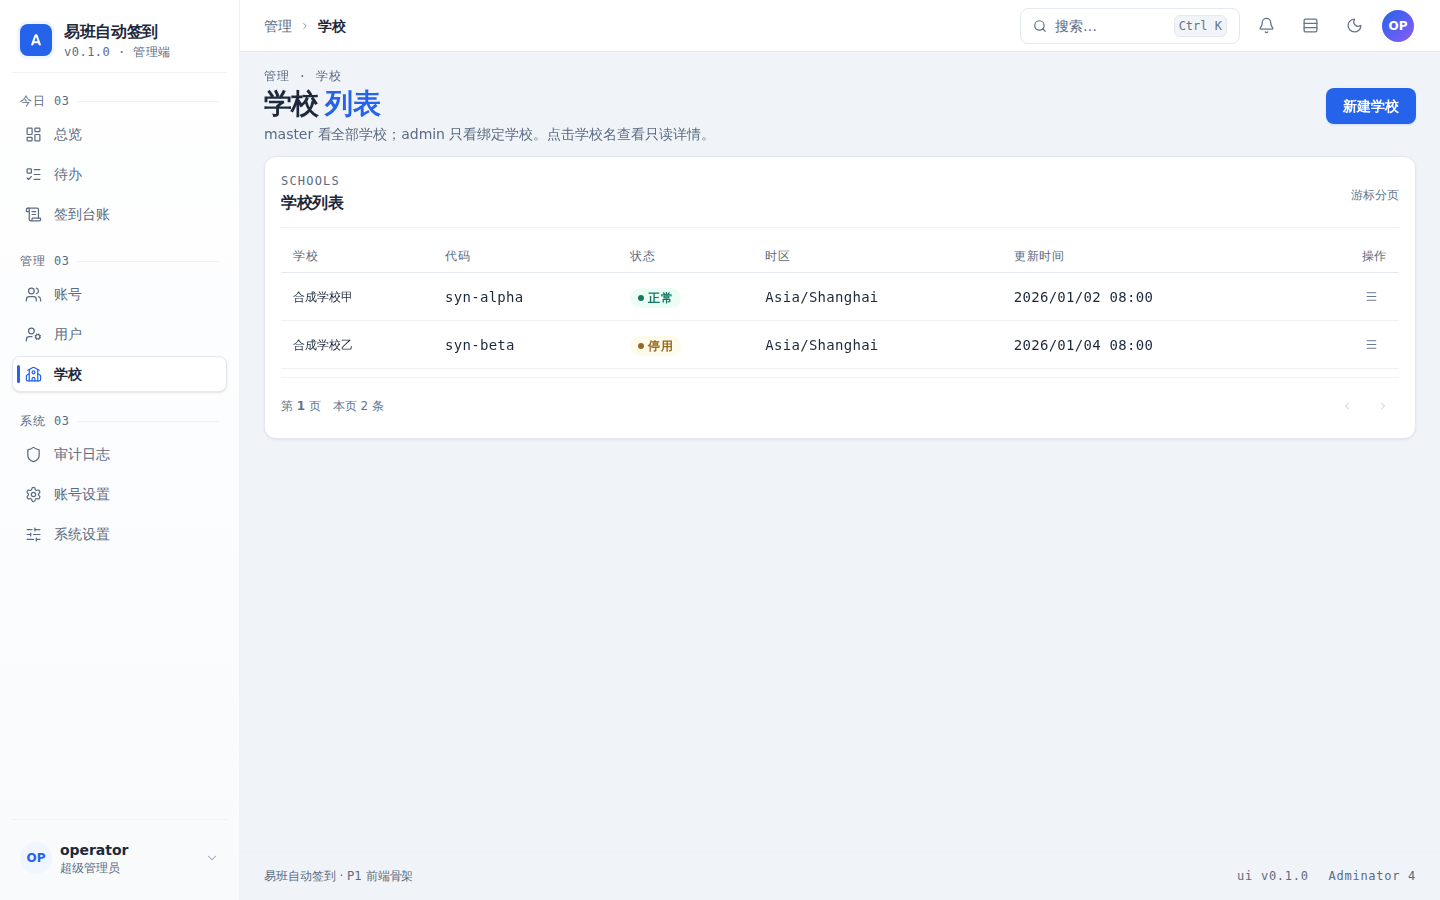 易班自动签到
v0.1.0 · 管理端
今日 03
总览
待办
签到台账
管理 03
账号
用户
学校
系统 03
审计日志
账号设置
系统设置
OP
operator
超级管理员
管理 › 学校
搜索… Ctrl K
OP
管理 · 学校
学校 列表
master 看全部学校；admin 只看绑定学校。点击学校名查看只读详情。
新建学校
SCHOOLS
学校列表
游标分页
学校 代码 状态 时区 更新时间 操作
合成学校甲 syn-alpha 正常 Asia/Shanghai 2026/01/02 08:00
合成学校乙 syn-beta 停用 Asia/Shanghai 2026/01/04 08:00
第 1 页 本页 2 条
易班自动签到 · P1 前端骨架
ui v0.1.0 Adminator 4